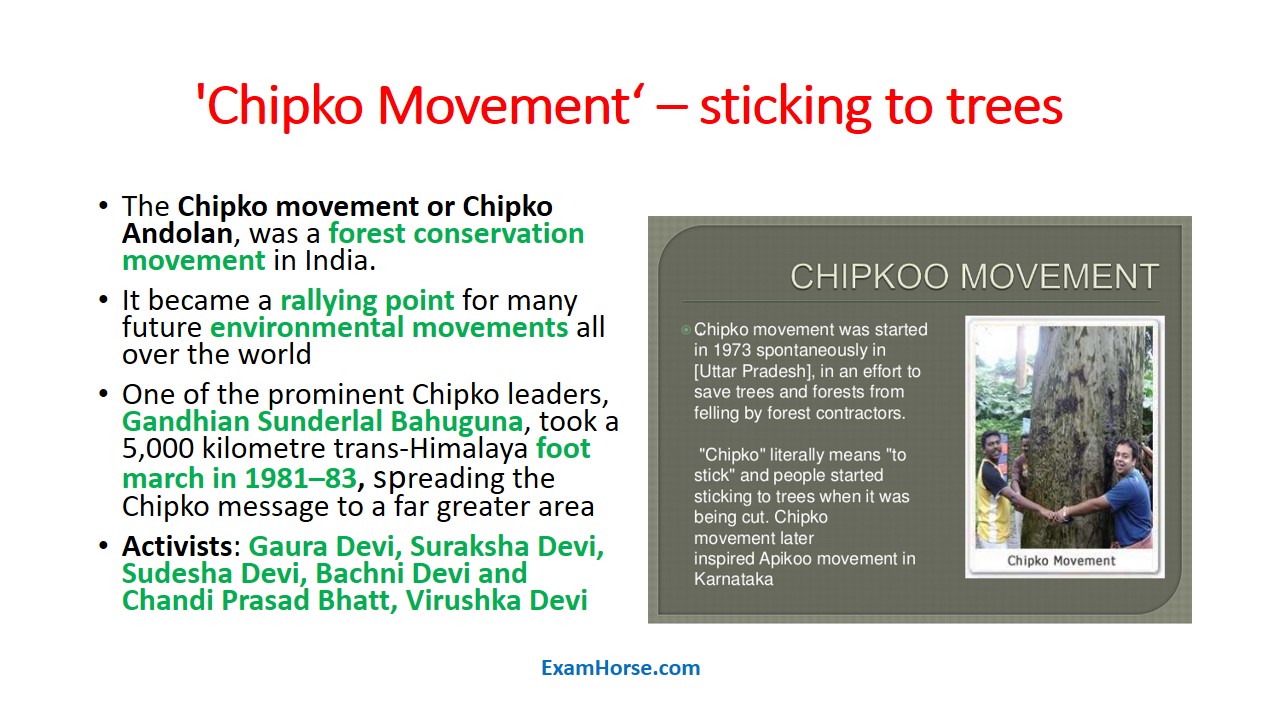 'Chipko Movement‘ – sticking to trees
• The Chipko movement or Chipko
Andolan, was a forest conservation
movement in India.
• It became a rallying point for many
future environmental movements all
over the world
• One of the prominent Chipko leaders,
Gandhian Sunderlal Bahuguna, took a
5,000 kilometre trans-Himalaya foot
march in 1981–83, spreading the
Chipko message to a far greater area
• Activists: Gaura Devi, Suraksha Devi,
Sudesha Devi, Bachni Devi and
Chandi Prasad Bhatt, Virushka Devi
CHIPKOO MOVEMENT
Chipko movement was started
in 1973 spontaneously in
[Uttar Pradesh], in an effort to
save trees and forests from
felling by forest contractors.
"Chipko" literally means "to
stick" and people started
sticking to trees when it was
being cut. Chipko
movement later
inspired Apikoo movement in
Karnataka
Chipko Movement
ExamHorse.com